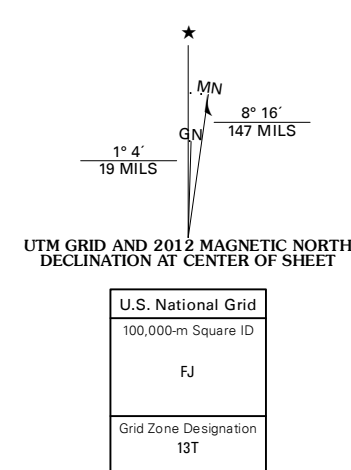 ★
MN
GN
8° 16´
147 MILS
1° 4´
19 MILS
UTM GRID AND 2012 MAGNETIC NORTH
DECLINATION AT CENTER OF SHEET
U.S. National Grid
100,000-m Square ID
FJ
Grid Zone Designation
13T